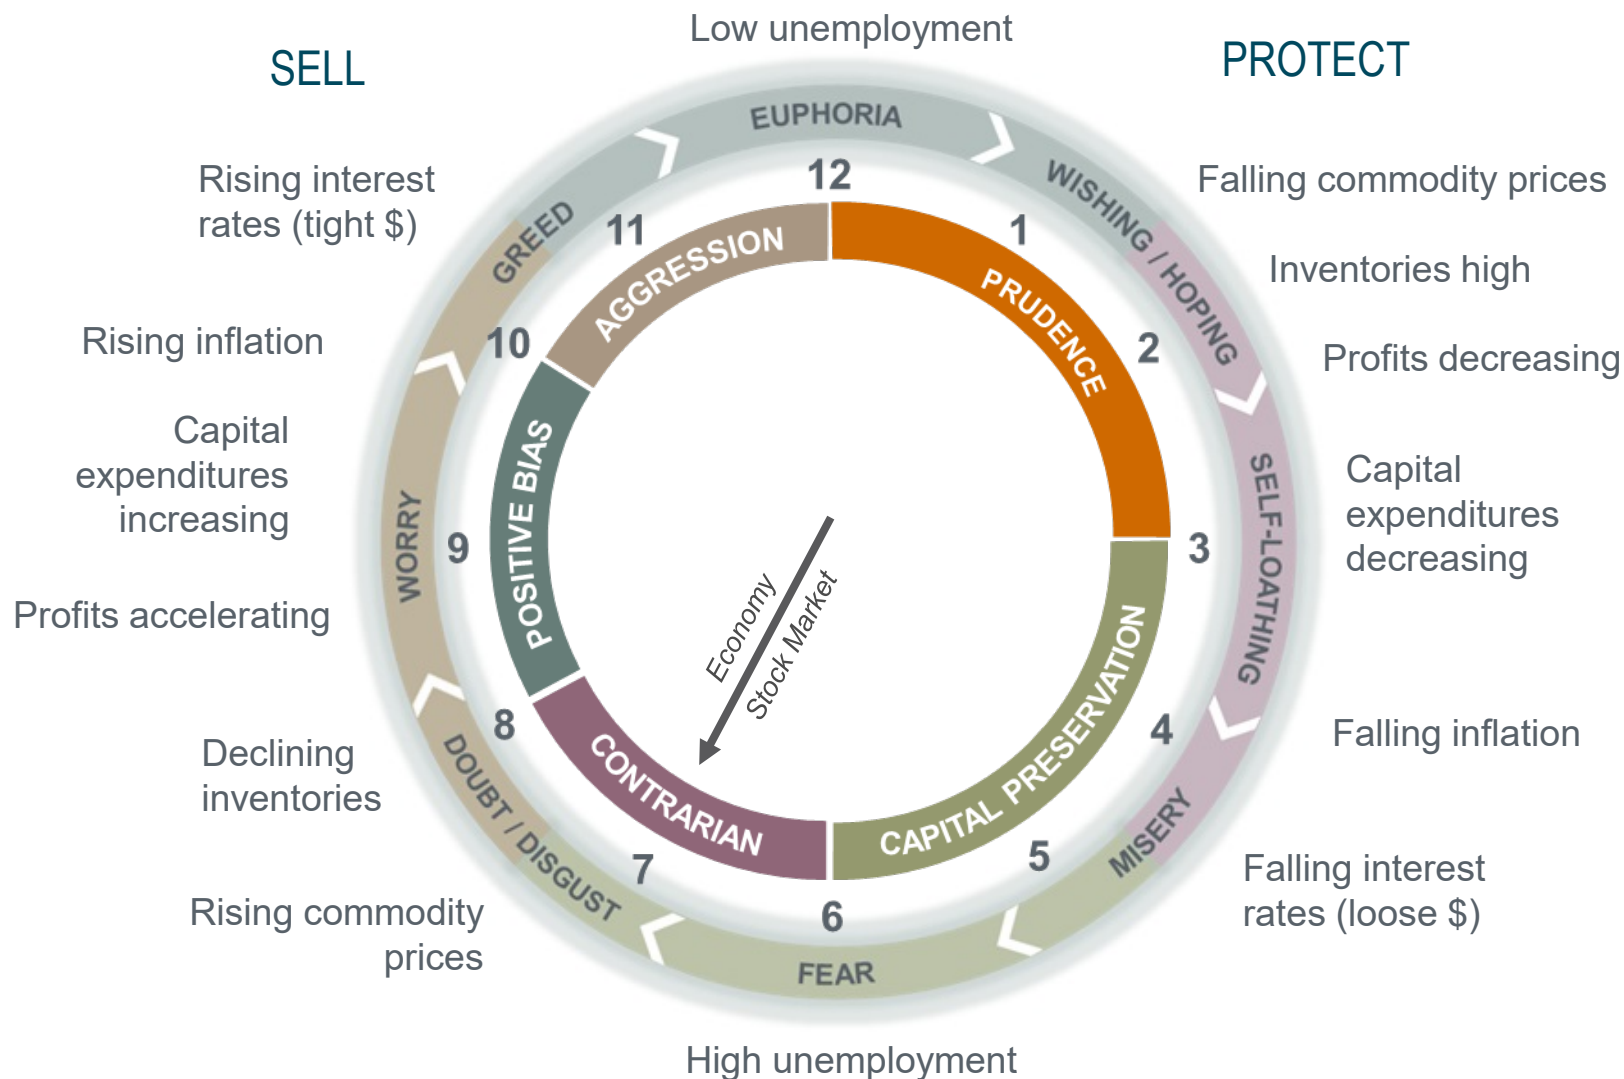 Low unemployment
SELL
PROTECT
EUPHORIA
WISHING / HOPING
SELF-LOATHING
MISERY
FEAR
DOUBT / DISGUST
WORRY
GREED
12
1
2
3
4
5
6
7
8
9
10
11
PRUDENCE
CAPITAL PRESERVATION
CONTRARIAN
POSITIVE BIAS
AGGRESSION
Economy
Stock Market
Falling commodity prices
Inventories high
Profits decreasing
Capital
expenditures
decreasing
Falling inflation
Falling interest
rates (loose $)
High unemployment
Rising commodity
prices
Declining
inventories
Profits accelerating
Capital
expenditures
increasing
Rising inflation
Rising interest
rates (tight $)